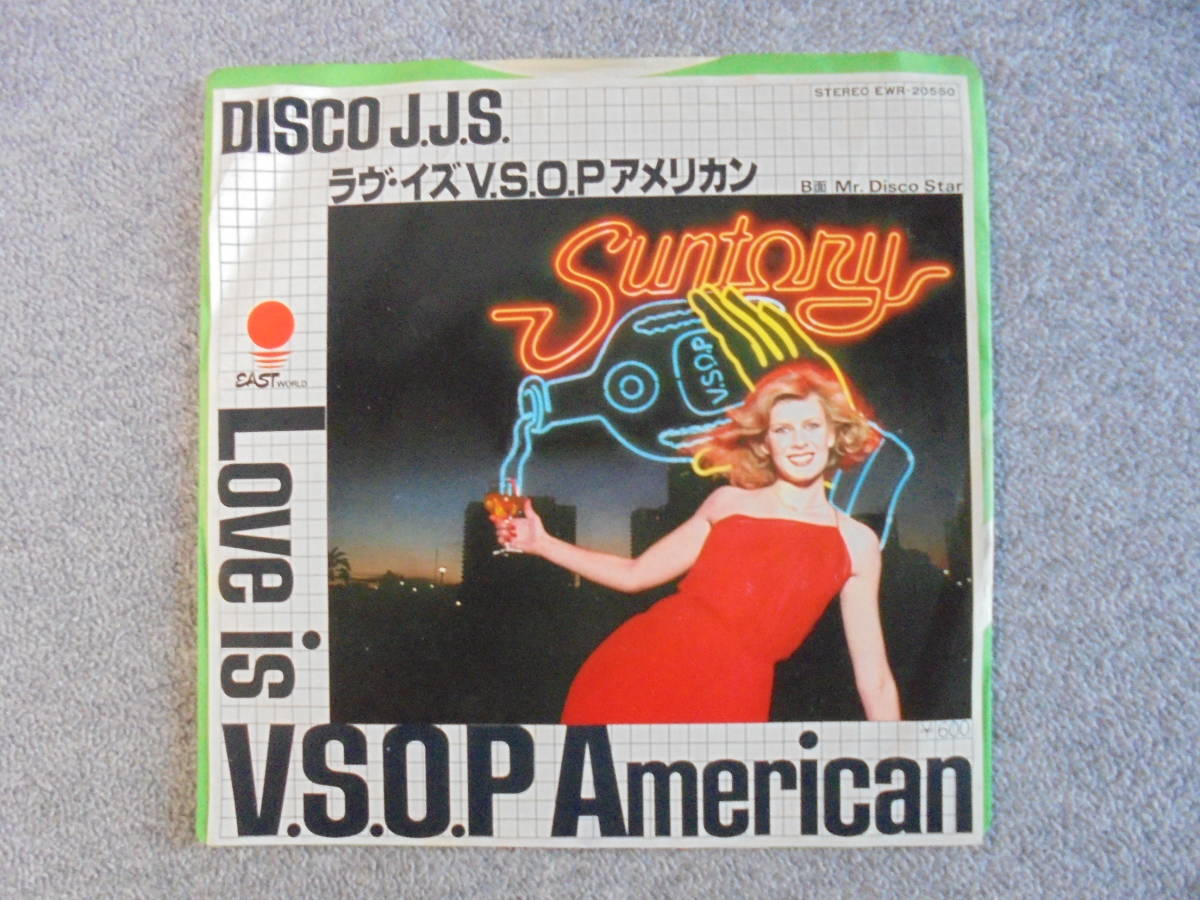 DISCO J.J.S.
STEREO EWR-20550
ラヴ・イズ V.S.O.P アメリカン
B面 Mr. Disco Star
Suntory
V.S.O.P
EAST WORLD
Love is
V.S.O.P American
¥600